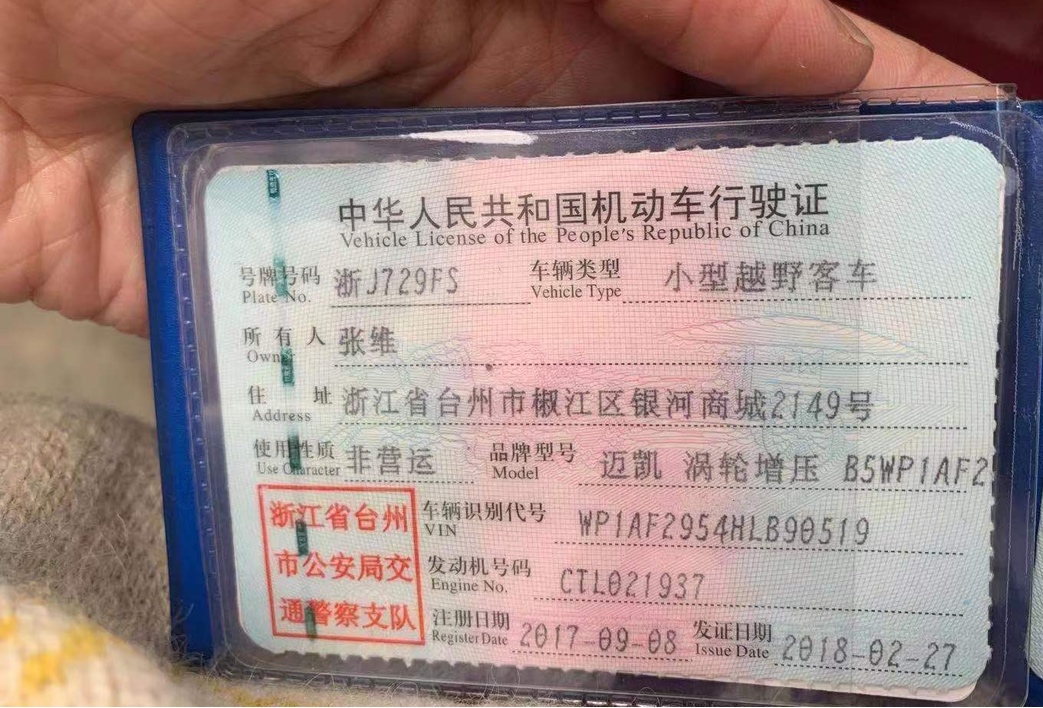 中华人民共和国机动车行驶证
Vehicle License of the People's Republic of China
号牌号码 浙J729FS 车辆类型 小型越野客车
Plate No. Vehicle Type
所有人 张维
Owner
住址 浙江省台州市椒江区银河商城2149号
Address
使用性质 非营运 品牌型号 迈凯 涡轮增压 B5WP1AF2
Use Character Model
浙江省台州
市公安局交
通警察支队
车辆识别代号 WP1AF2954HLB90519
VIN
发动机号码 CTL021937
Engine No.
注册日期 2017-09-08 发证日期 2018-02-27
Register Date Issue Date